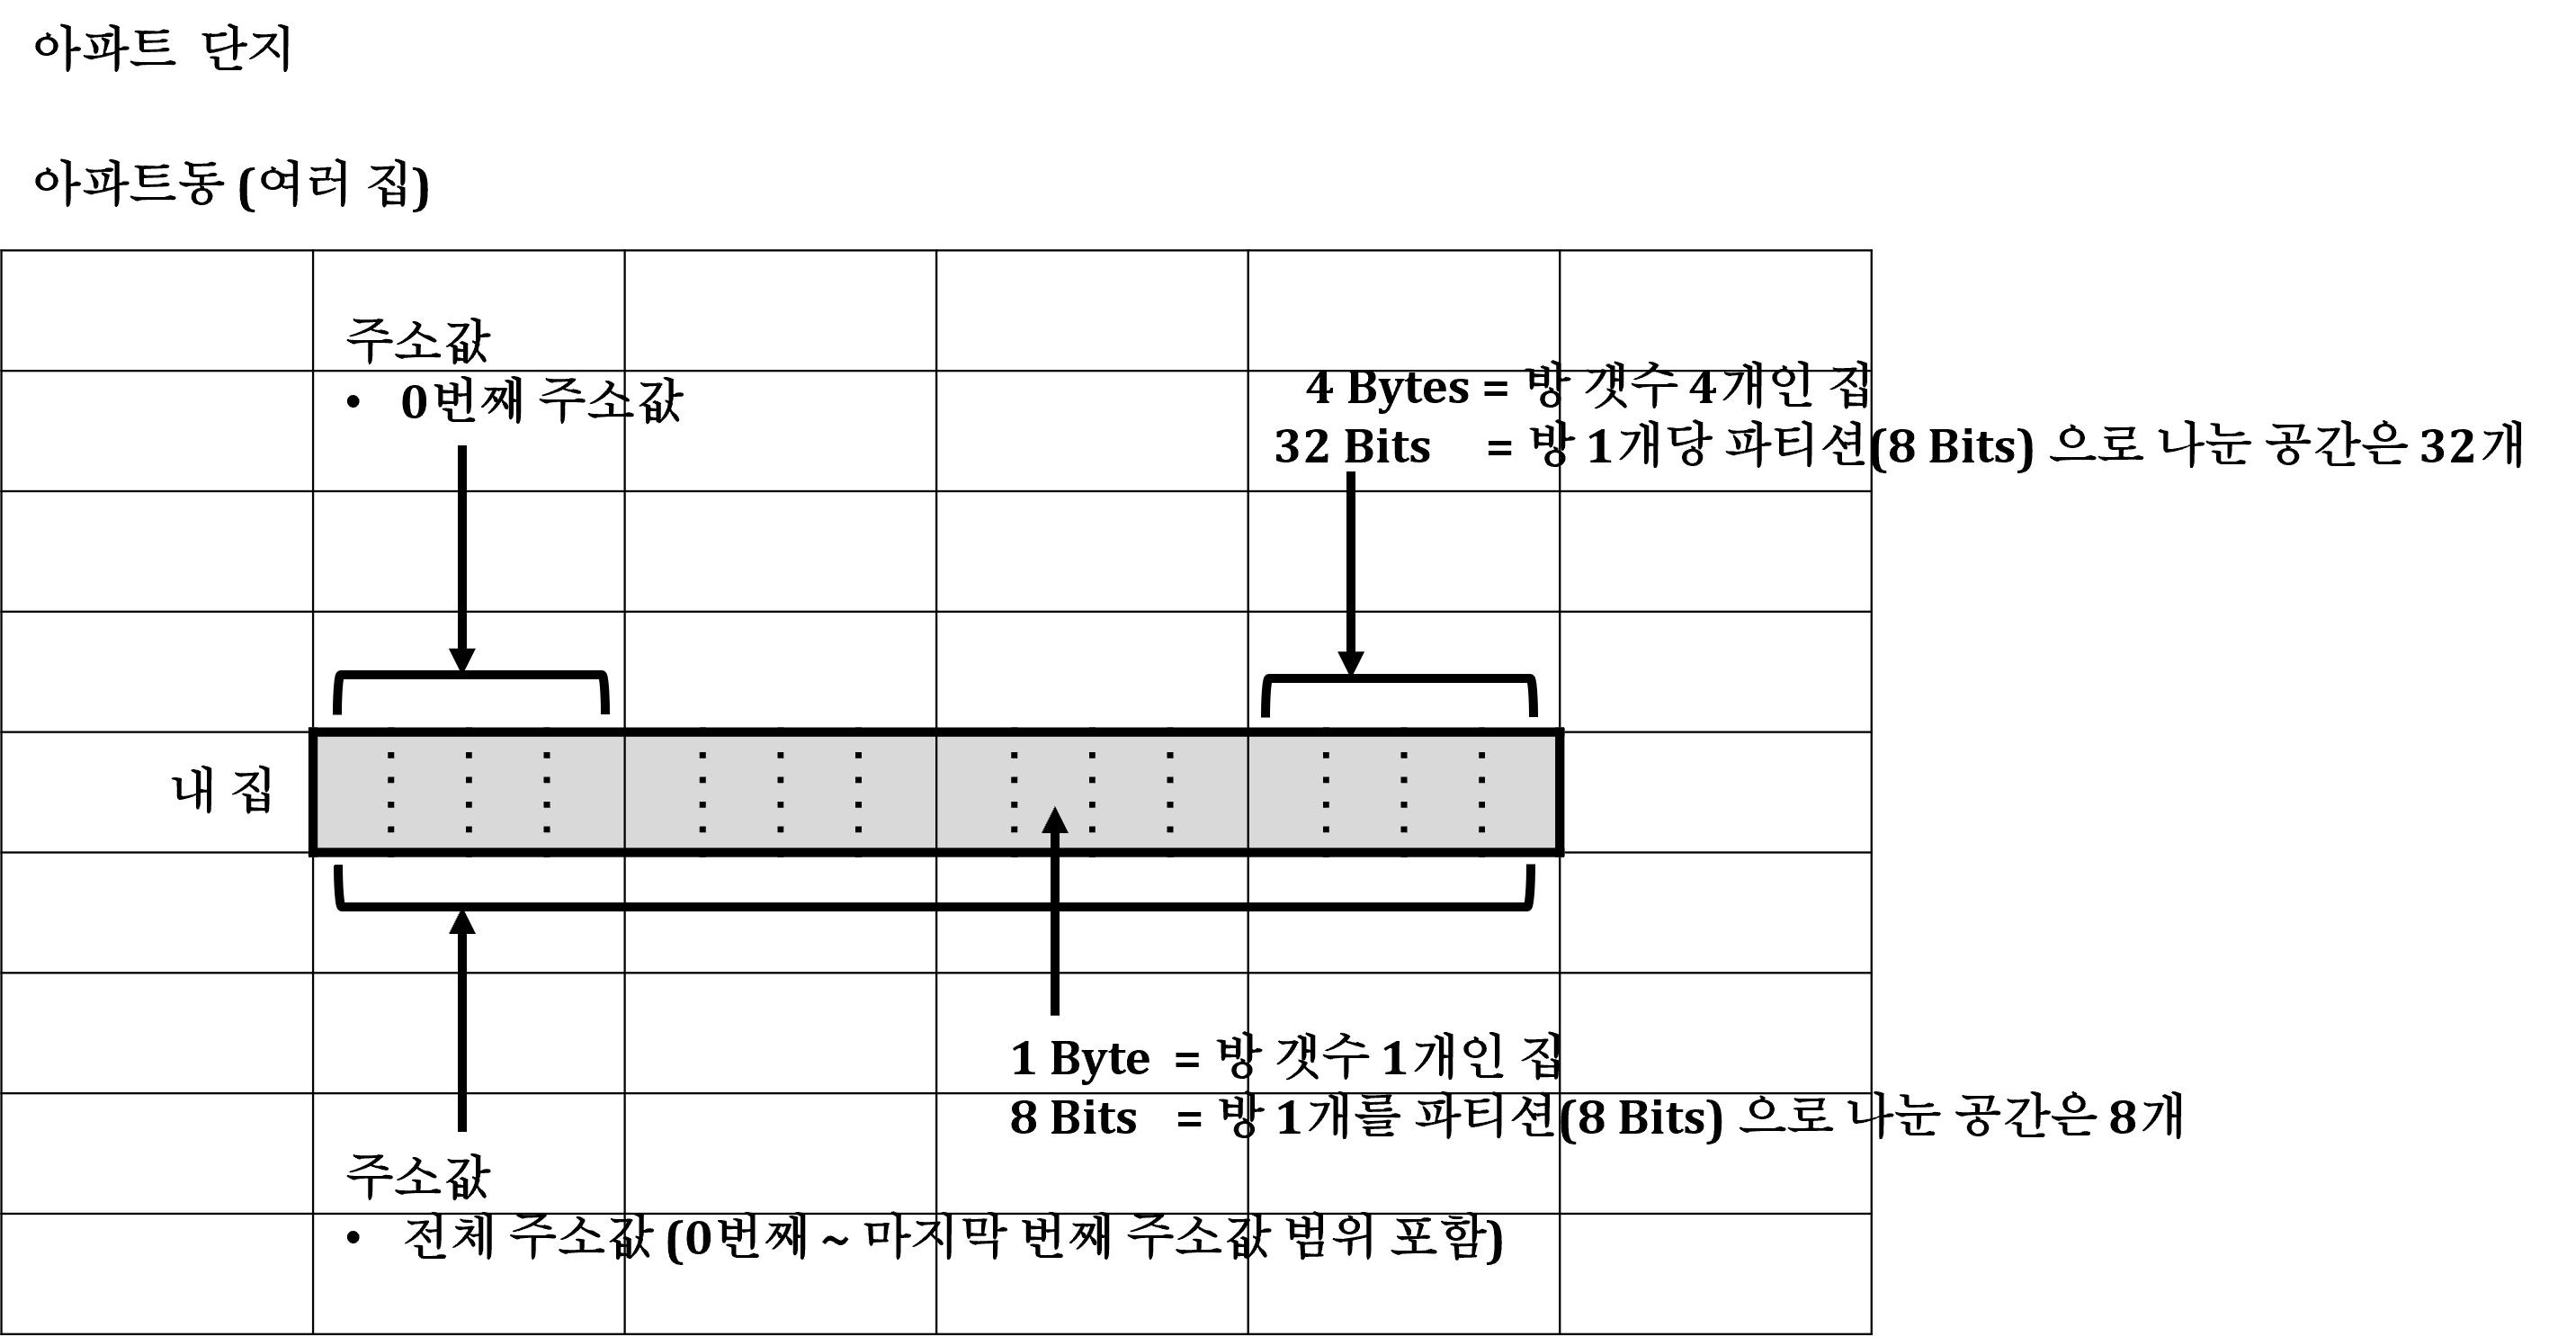 아파트 단지
아파트동 (여러 집)
주소값
• 0번째 주소값
4 Bytes = 방 갯수 4개인 집
32 Bits = 방 1개당 파티션(8 Bits) 으로 나눈 공간은 32개
내 집
1 Byte = 방 갯수 1개인 집
8 Bits = 방 1개를 파티션(8 Bits) 으로 나눈 공간은 8개
주소값
• 전체 주소값 (0번째 ~ 마지막 번째 주소값 범위 포함)